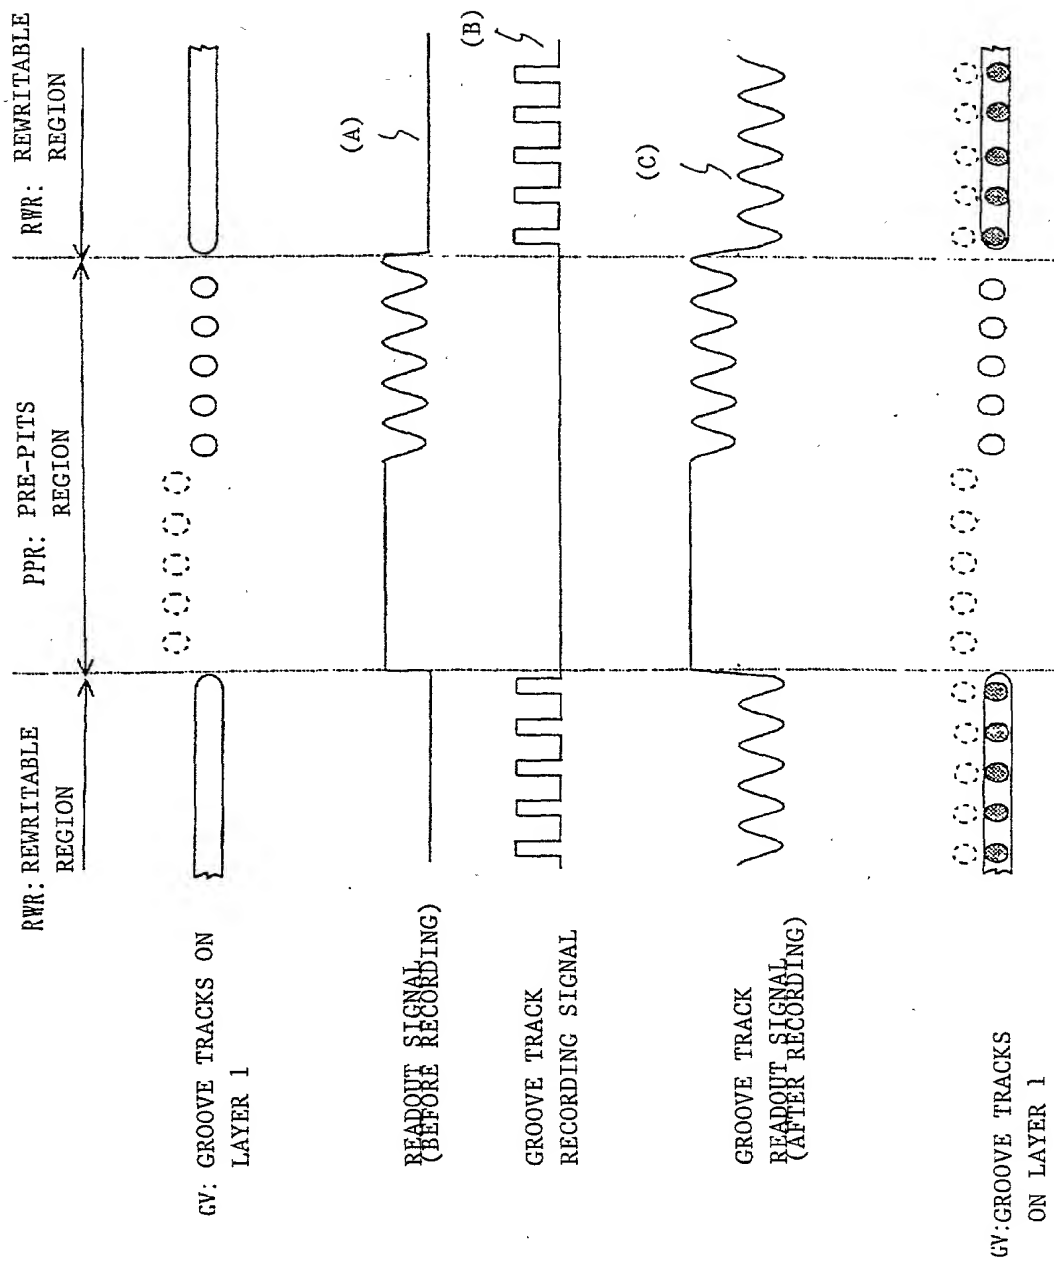 RWR: REWRITABLE
REGION
PPR: PRE-PITS
REGION
RWR: REWRITABLE
REGION
GV: GROOVE TRACKS ON
LAYER 1
(A)
READOUT SIGNAL
(BEFORE RECORDING)
(B)
GROOVE TRACK
RECORDING SIGNAL
(C)
GROOVE TRACK
READOUT SIGNAL
(AFTER RECORDING)
GV:GROOVE TRACKS
ON LAYER 1